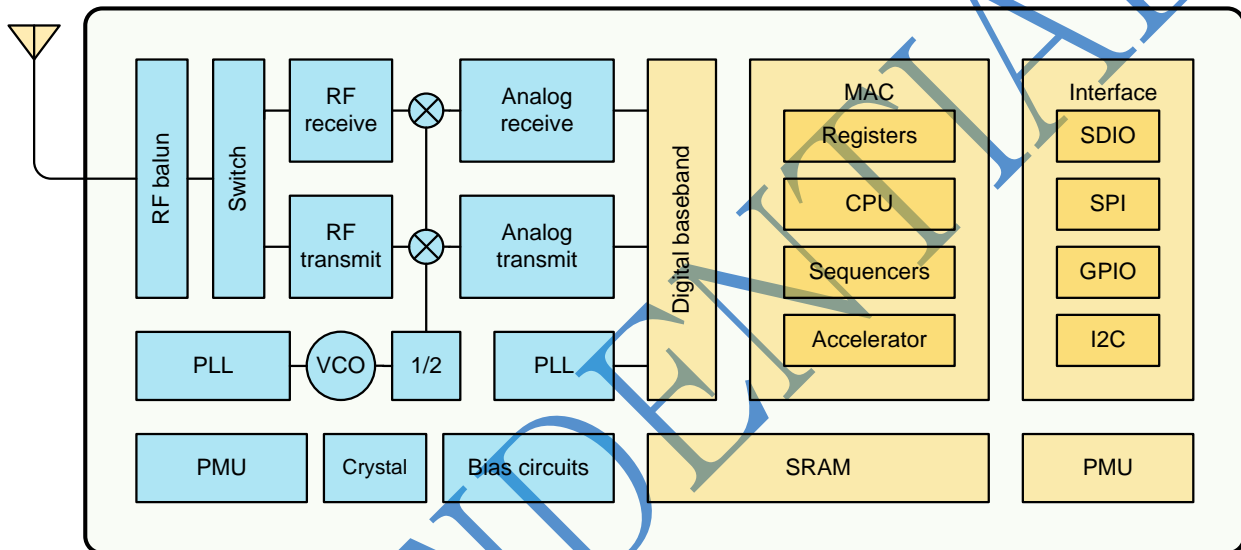 RF balun
Switch
RF
receive
Analog
receive
RF
transmit
Analog
transmit
Digital baseband
MAC
Registers
CPU
Sequencers
Accelerator
Interface
SDIO
SPI
GPIO
I2C
PLL
VCO
1/2
PLL
PMU
Crystal
Bias circuits
SRAM
PMU